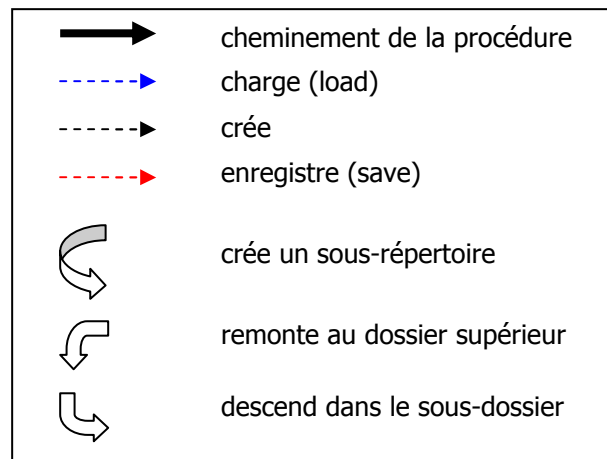 cheminement de la procédure
charge (load)
crée
enregistre (save)
crée un sous-répertoire
remonte au dossier supérieur
descend dans le sous-dossier